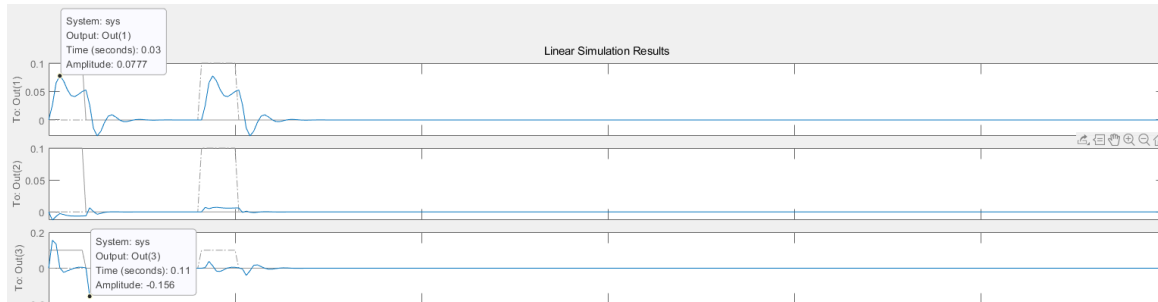 System: sys
Output: Out(1)
Time (seconds): 0.03
Amplitude: 0.0777
Linear Simulation Results
0.1
0.05
0
To: Out(1)
0.1
0.05
0
To: Out(2)
0.2
0
To: Out(3)
System: sys
Output: Out(3)
Time (seconds): 0.11
Amplitude: -0.156